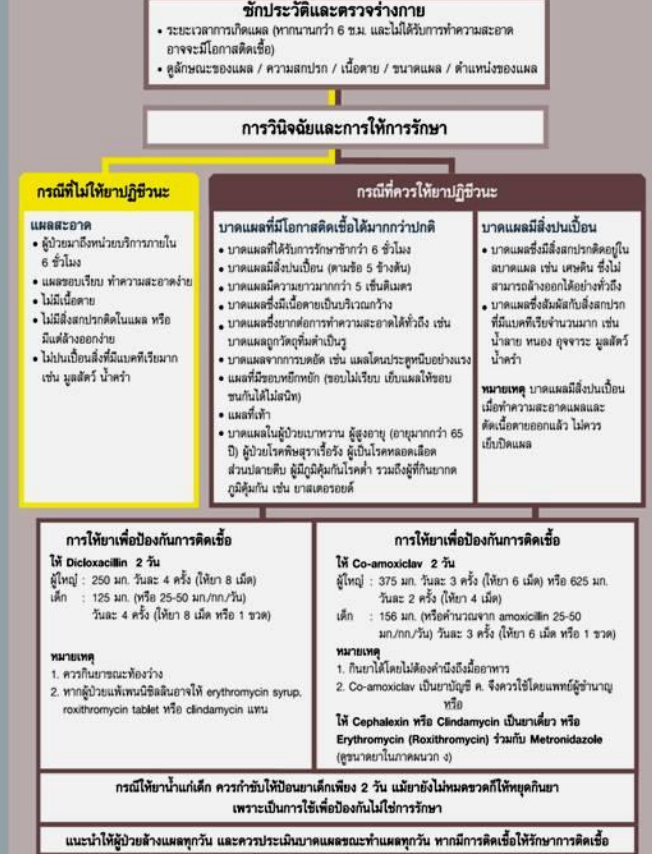 ซักประวัติและตรวจร่างกาย
• ระยะเวลาการเกิดแผล (หากนานกว่า 6 ช.ม. และไม่ได้รับการทำความสะอาด
อาจจะมีโอกาสติดเชื้อ)
• ดูลักษณะของแผล / ความสกปรก / เนื้อตาย / ขนาดแผล / ตำแหน่งของแผล
การวินิจฉัยและการให้การรักษา
กรณีที่ไม่ให้ยาปฏิชีวนะ
แผลสะอาด
• ผู้ป่วยมาถึงหน่วยบริการภายใน
6 ชั่วโมง
• แผลขอบเรียบ ทำความสะอาดง่าย
• ไม่มีเนื้อตาย
• ไม่มีสิ่งสกปรกติดในแผล หรือ
มีแต่ล้างออกง่าย
• ไม่ปนเปื้อนสิ่งที่มีแบคทีเรียมาก
เช่น มูลสัตว์ น้ำครำ
กรณีที่ควรให้ยาปฏิชีวนะ
บาดแผลที่มีโอกาสติดเชื้อได้มากกว่าปกติ
• บาดแผลที่ได้รับการรักษาช้ากว่า 6 ชั่วโมง
• บาดแผลมีสิ่งปนเปื้อน (ตามข้อ 5 ข้างต้น)
• บาดแผลมีความยาวมากกว่า 5 เซ็นติเมตร
• บาดแผลซึ่งมีเนื้อตายเป็นบริเวณกว้าง
• บาดแผลซึ่งยากต่อการทำความสะอาดได้ทั่วถึง เช่น
บาดแผลถูกวัตถุทิ่มตำเป็นรู
• บาดแผลจากการบดอัด เช่น แผลโดนประตูหนีบอย่างแรง
• แผลที่มีขอบหยึกหยัก (ขอบไม่เรียบ เย็บแผลให้ขอบ
ชนกันได้ไม่สนิท)
• แผลที่เท้า
• บาดแผลในผู้ป่วยเบาหวาน ผู้สูงอายุ (อายุมากกว่า 65
ปี) ผู้ป่วยโรคพิษสุราเรื้อรัง ผู้เป็นโรคหลอดเลือด
ส่วนปลายตีบ ผู้มีภูมิคุ้มกันโรคต่ำ รวมถึงผู้ที่กินยากด
ภูมิคุ้มกัน เช่น ยาสเตอรอยด์
บาดแผลมีสิ่งปนเปื้อน
• บาดแผลซึ่งมีสิ่งสกปรกติดอยู่ใน
ลบาดแผล เช่น เศษดิน ซึ่งไม่
สามารถล้างออกได้อย่างทั่วถึง
• บาดแผลซึ่งสัมผัสกับสิ่งสกปรก
ที่มีแบคทีเรียจำนวนมาก เช่น
น้ำลาย หนอง อุจจาระ มูลสัตว์
น้ำครำ
หมายเหตุ บาดแผลมีสิ่งปนเปื้อน
เมื่อทำความสะอาดแผลและ
ตัดเนื้อตายออกแล้ว ไม่ควร
เย็บปิดแผล
การให้ยาเพื่อป้องกันการติดเชื้อ
ให้ Dicloxacillin 2 วัน
ผู้ใหญ่ : 250 มก. วันละ 4 ครั้ง (ให้ยา 8 เม็ด)
เด็ก : 125 มก. (หรือ 25-50 มก./กก./วัน)
วันละ 4 ครั้ง (ให้ยา 8 เม็ด หรือ 1 ขวด)
หมายเหตุ
1. ควรกินยาขณะท้องว่าง
2. หากผู้ป่วยแพ้เพนนิซิลลินอาจให้ erythromycin syrup,
roxithromycin tablet หรือ clindamycin แทน
การให้ยาเพื่อป้องกันการติดเชื้อ
ให้ Co-amoxiclav 2 วัน
ผู้ใหญ่ : 375 มก. วันละ 3 ครั้ง (ให้ยา 6 เม็ด) หรือ 625 มก.
วันละ 2 ครั้ง (ให้ยา 4 เม็ด)
เด็ก : 156 มก. (หรือคำนวณจาก amoxicillin 25-50
มก./กก./วัน) วันละ 3 ครั้ง (ให้ยา 6 เม็ด หรือ 1 ขวด)
หมายเหตุ
1. กินยาได้โดยไม่ต้องคำนึงถึงมื้ออาหาร
2. Co-amoxiclav เป็นยาบัญชี ค. จึงควรใช้โดยแพทย์ผู้ชำนาญ
หรือ
ให้ Cephalexin หรือ Clindamycin เป็นยาเดี่ยว หรือ
Erythromycin (Roxithromycin) ร่วมกับ Metronidazole
(ดูขนาดยาในภาคผนวก ง)
กรณีให้ยาน้ำแก่เด็ก ควรกำชับให้ป้อนยาเด็กเพียง 2 วัน แม้ยายังไม่หมดขวดก็ให้หยุดกินยา
เพราะเป็นการใช้เพื่อป้องกันไม่ใช่การรักษา
แนะนำให้ผู้ป่วยล้างแผลทุกวัน และควรประเมินบาดแผลขณะทำแผลทุกวัน หากมีการติดเชื้อให้รักษาการติดเชื้อ